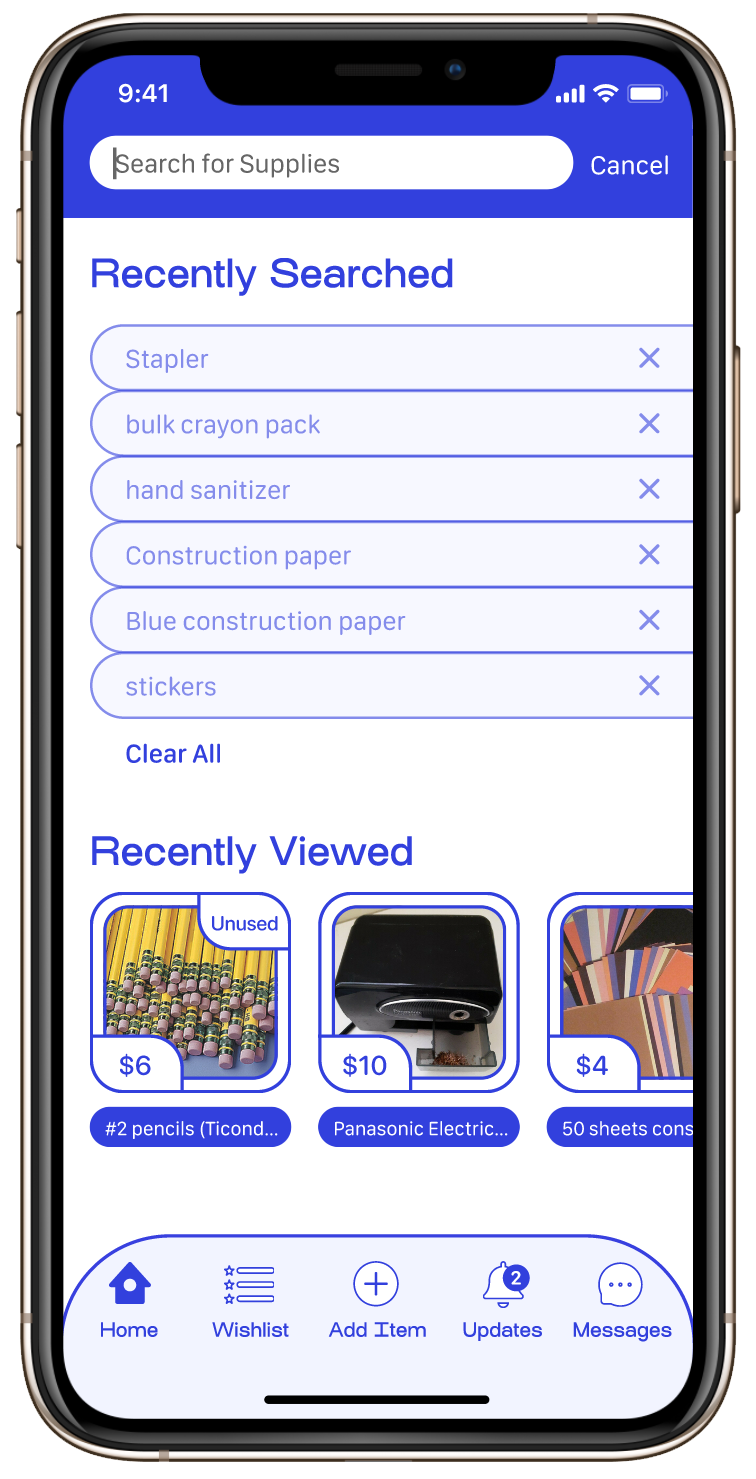 9:41
Search for Supplies
Cancel
Recently Searched
Stapler
bulk crayon pack
hand sanitizer
Construction paper
Blue construction paper
stickers
Clear All
Recently Viewed
Unused
$6
$10
$4
#2 pencils (Ticond...
Panasonic Electric...
50 sheets cons
2
Home
Wishlist
Add Item
Updates
Messages